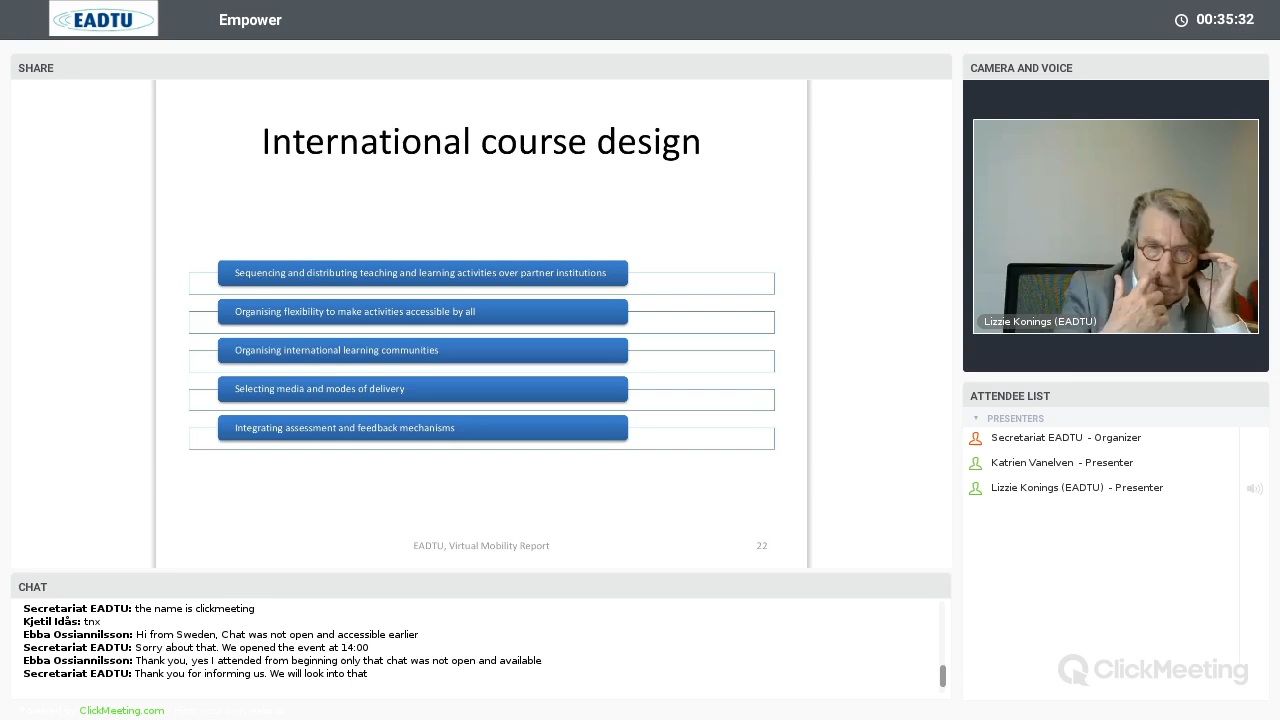 EADTU
Empower
00:35:32
SHARE
International course design
Sequencing and distributing teaching and learning activities over partner institutions
Organising flexibility to make activities accessible by all
Organising international learning communities
Selecting media and modes of delivery
Integrating assessment and feedback mechanisms
EADTU, Virtual Mobility Report
22
CAMERA AND VOICE
Lizzie Konings (EADTU)
ATTENDEE LIST
PRESENTERS
Secretariat EADTU - Organizer
Katrien Vanelven - Presenter
Lizzie Konings (EADTU) - Presenter
CHAT
Secretariat EADTU: the name is clickmeeting
Kjetil Idås: tnx
Ebba Ossiannilsson: Hi from Sweden, Chat was not open and accessible earlier
Secretariat EADTU: Sorry about that. We opened the event at 14:00
Ebba Ossiannilsson: Thank you, yes I attended from beginning only that chat was not open and available
Secretariat EADTU: Thank you for informing us. We will look into that
ClickMeeting
ClickMeeting.com